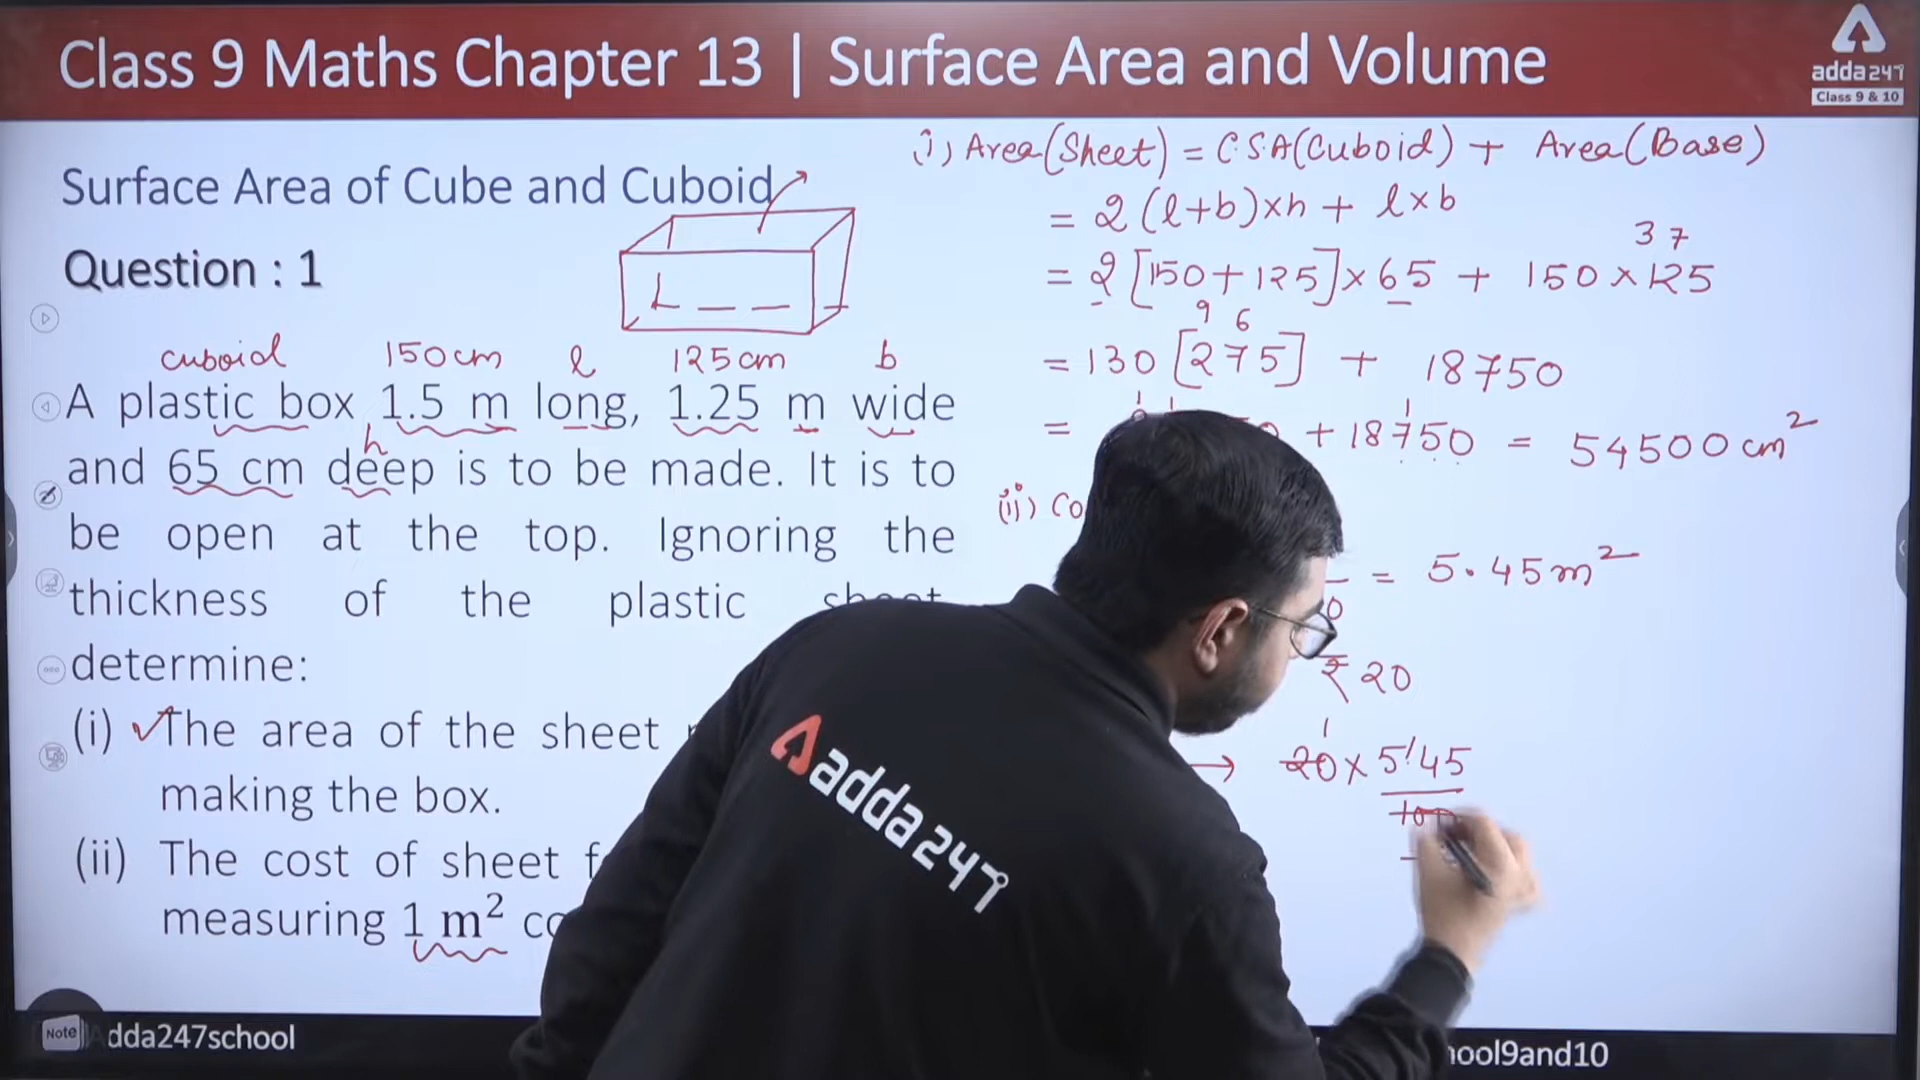 Class 9 Maths Chapter 13 | Surface Area and Volume
adda247
Class 9 & 10
Surface Area of Cube and Cuboid
Question : 1
cuboid 150cm l 125cm b
A plastic box 1.5 m long, 1.25 m wide
h
and 65 cm deep is to be made. It is to
be open at the top. Ignoring the
thickness of the plastic
determine:
(i) The area of the sheet
making the box.
(ii) The cost of sheet
measuring 1 m²
i) Area(Sheet) = C.S.A(Cuboid) + Area(Base)
= 2(l+b)×h + l×b
37
= 2[150+125]×65 + 150×125
9 6
= 130[275] + 18750
1
= +18750 = 54500 cm²
(ii)
= 5.45m²
₹20
1
→ 20×545
100
adda247
Note
dda247school
ool9and10